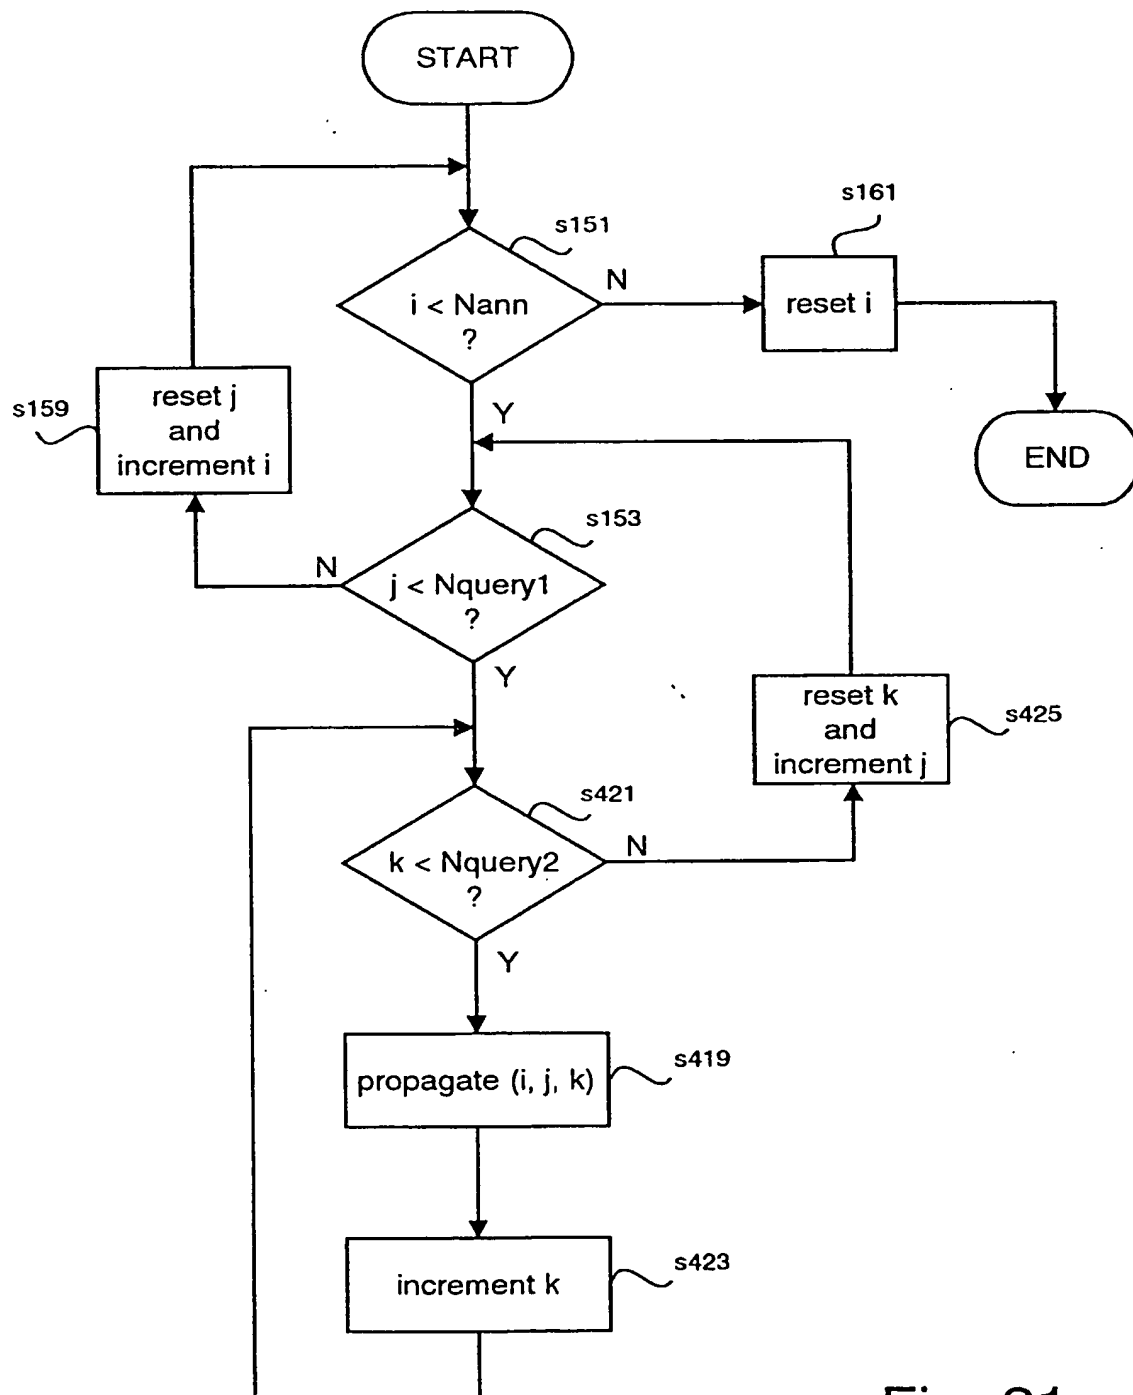 START
s151
i < Nann
?
N
s161
reset i
END
Y
s159
reset j
and
increment i
s153
j < Nquery1
?
N
Y
s425
reset k
and
increment j
s421
k < Nquery2
?
N
Y
s419
propagate (i, j, k)
s423
increment k